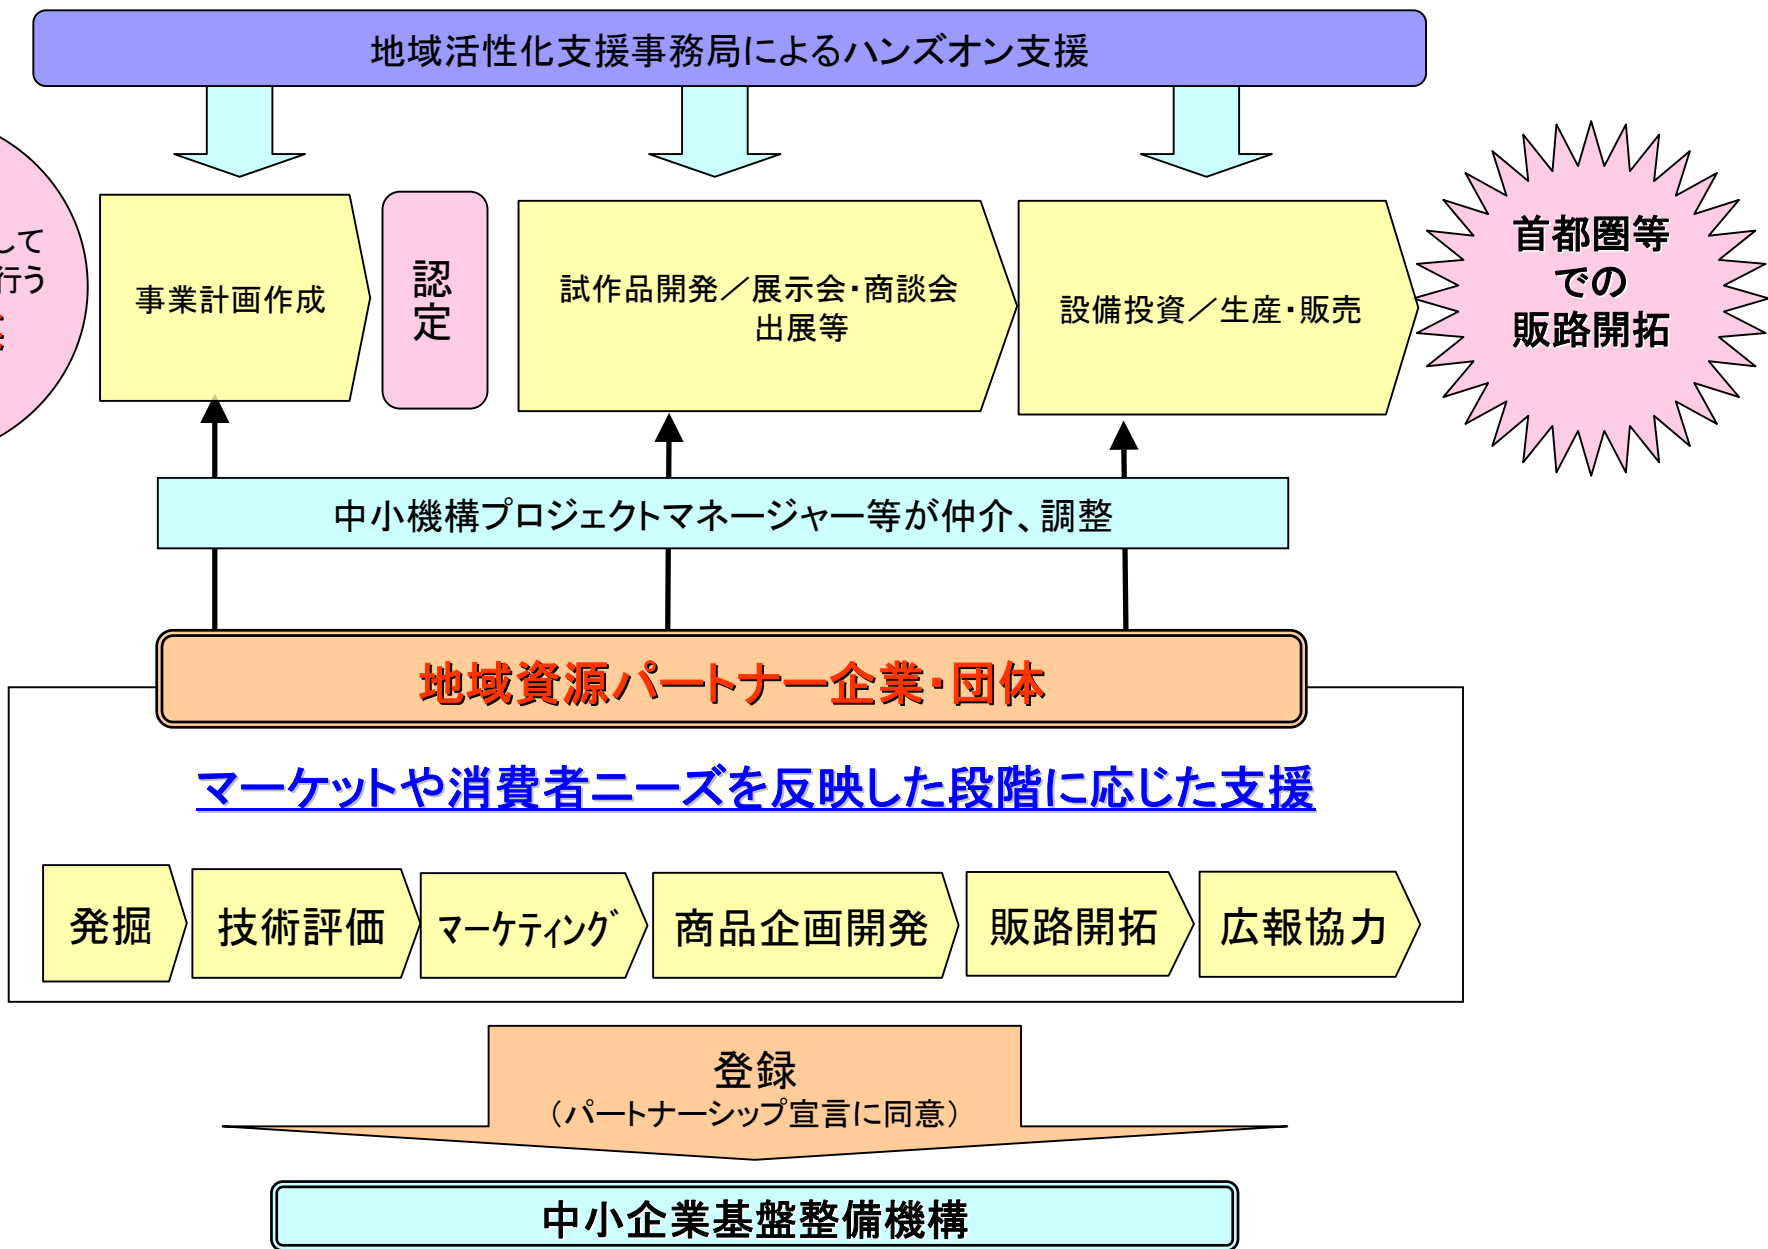 地域活性化支援事務局によるハンズオン支援
して
行う
事業計画作成
認定
試作品開発／展示会・商談会
出展等
設備投資／生産・販売
首都圏等
での
販路開拓
中小機構プロジェクトマネージャー等が仲介、調整
地域資源パートナー企業・団体
マーケットや消費者ニーズを反映した段階に応じた支援
発掘
技術評価
マーケティング
商品企画開発
販路開拓
広報協力
登録
（パートナーシップ宣言に同意）
中小企業基盤整備機構